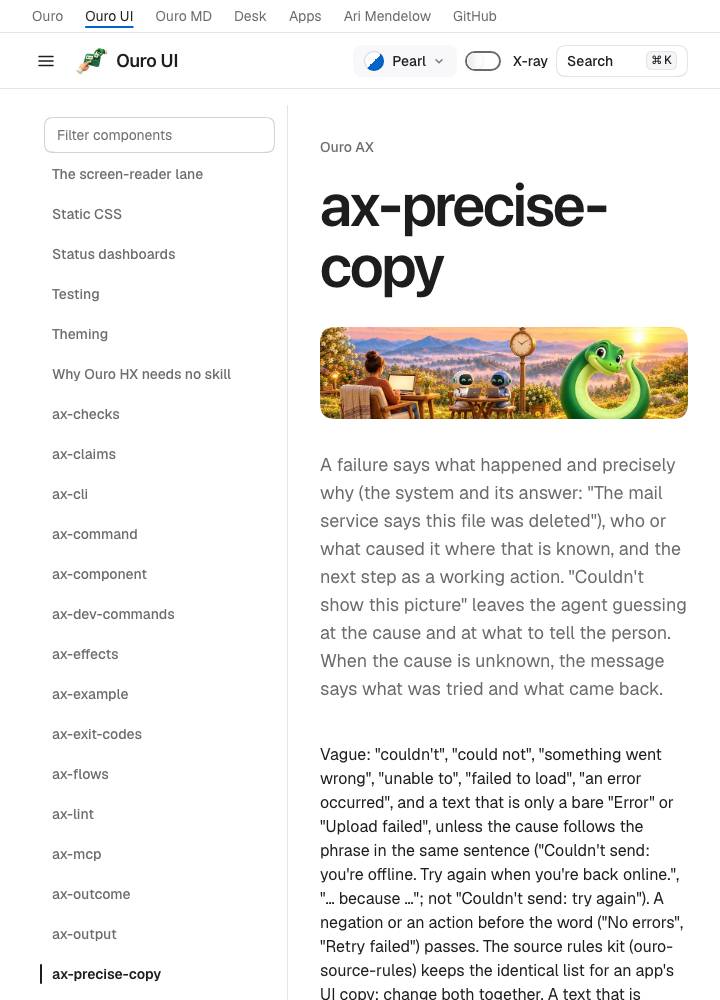 Ouro Ouro UI Ouro MD Desk Apps Ari Mendelow GitHub
Ouro UI Pearl X-ray Search ⌘ K
Filter components
The screen-reader lane
Static CSS
Status dashboards
Testing
Theming
Why Ouro HX needs no skill
ax-checks
ax-claims
ax-cli
ax-command
ax-component
ax-dev-commands
ax-effects
ax-example
ax-exit-codes
ax-flows
ax-lint
ax-mcp
ax-outcome
ax-output
ax-precise-copy
Ouro AX
ax-precise-
copy
A failure says what happened and precisely
why (the system and its answer: "The mail
service says this file was deleted"), who or
what caused it where that is known, and the
next step as a working action. "Couldn't
show this picture" leaves the agent guessing
at the cause and at what to tell the person.
When the cause is unknown, the message
says what was tried and what came back.
Vague: "couldn't", "could not", "something went
wrong", "unable to", "failed to load", "an error
occurred", and a text that is only a bare "Error" or
"Upload failed", unless the cause follows the
phrase in the same sentence ("Couldn't send:
you're offline. Try again when you're back online.",
"… because …"; not "Couldn't send: try again"). A
negation or an action before the word ("No errors",
"Retry failed") passes. The source rules kit (ouro-
source-rules) keeps the identical list for an app's
UI copy; change both together. A text that is